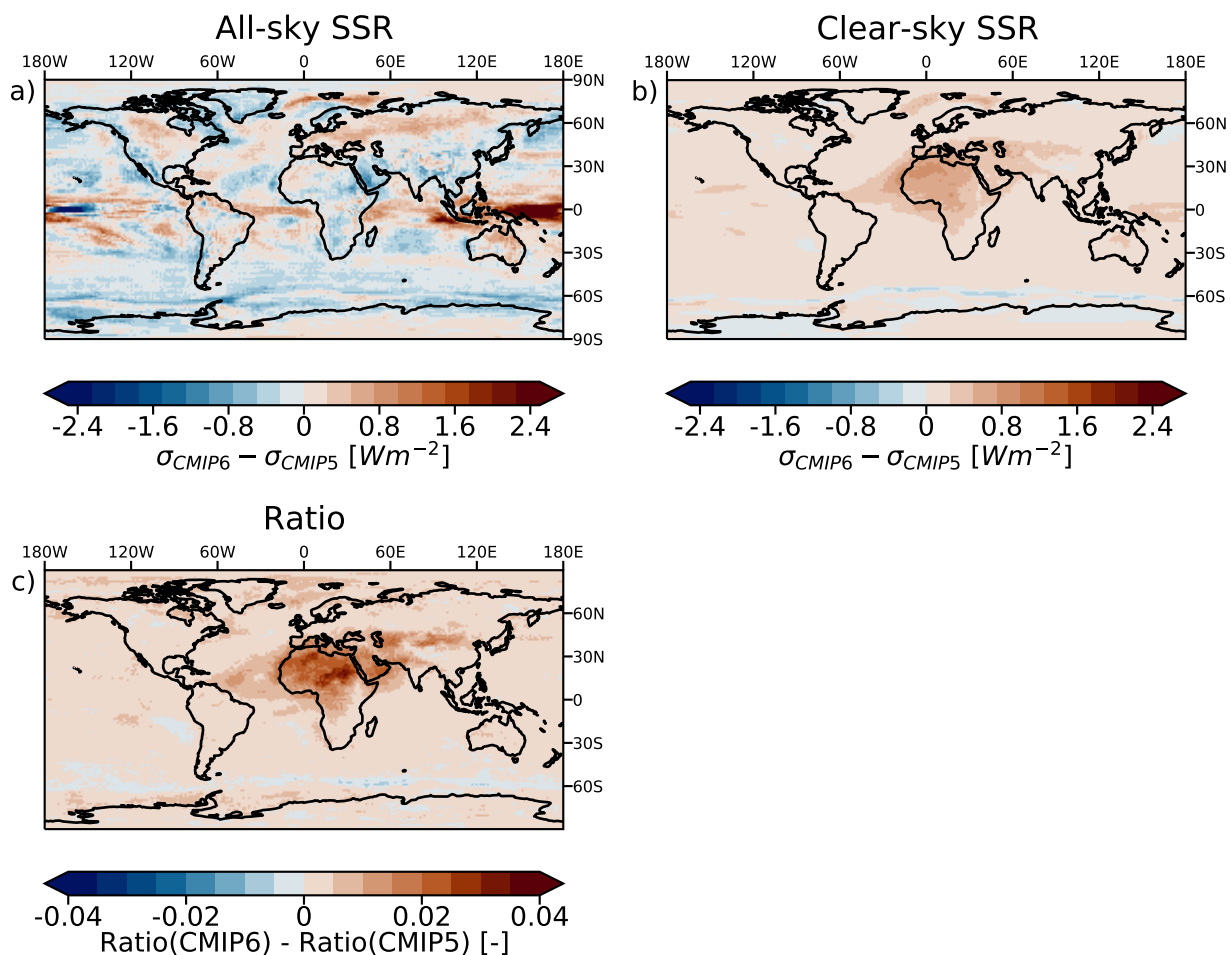 All-sky SSR
Clear-sky SSR
180W 120W 60W 0 60E 120E 180E
180W 120W 60W 0 60E 120E 180E
a)
90N
60N
30N
0
30S
60S
90S
b)
60N
30N
0
30S
60S
-2.4 -1.6 -0.8 0 0.8 1.6 2.4
σCMIP6 − σCMIP5 [Wm−2]
-2.4 -1.6 -0.8 0 0.8 1.6 2.4
σCMIP6 − σCMIP5 [Wm−2]
Ratio
180W 120W 60W 0 60E 120E 180E
c)
60N
30N
0
30S
60S
-0.04 -0.02 0 0.02 0.04
Ratio(CMIP6) - Ratio(CMIP5) [-]